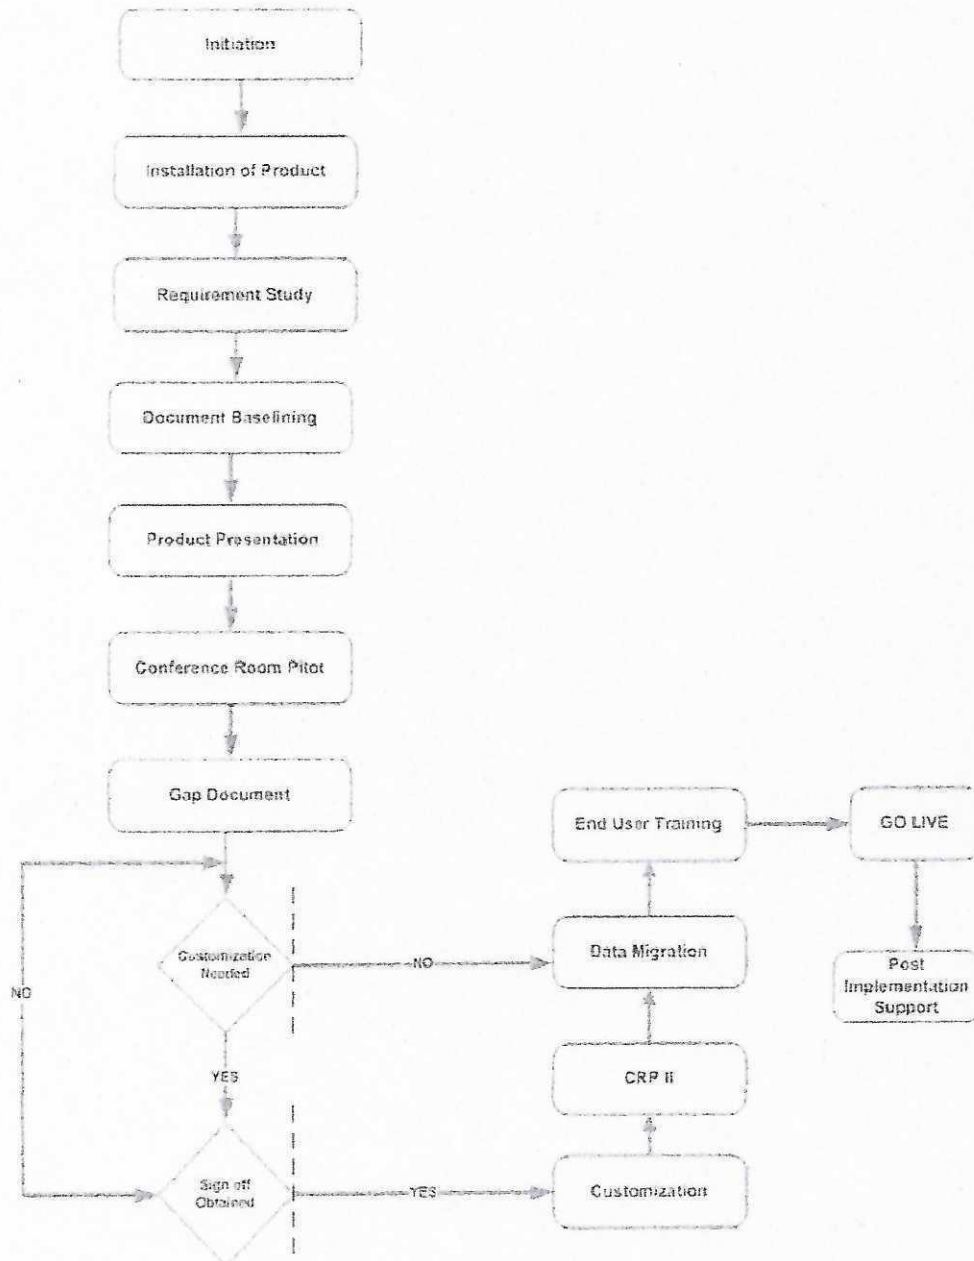 Initiation
Installation of Product
Requirement Study
Document Baselining
Product Presentation
Conference Room Pilot
Gap Document
End User Training
GO LIVE
Customization
Needed
NO
Data Migration
Post
Implementation
Support
NO
YES
CRP II
Sign off
Obtained
YES
Customization